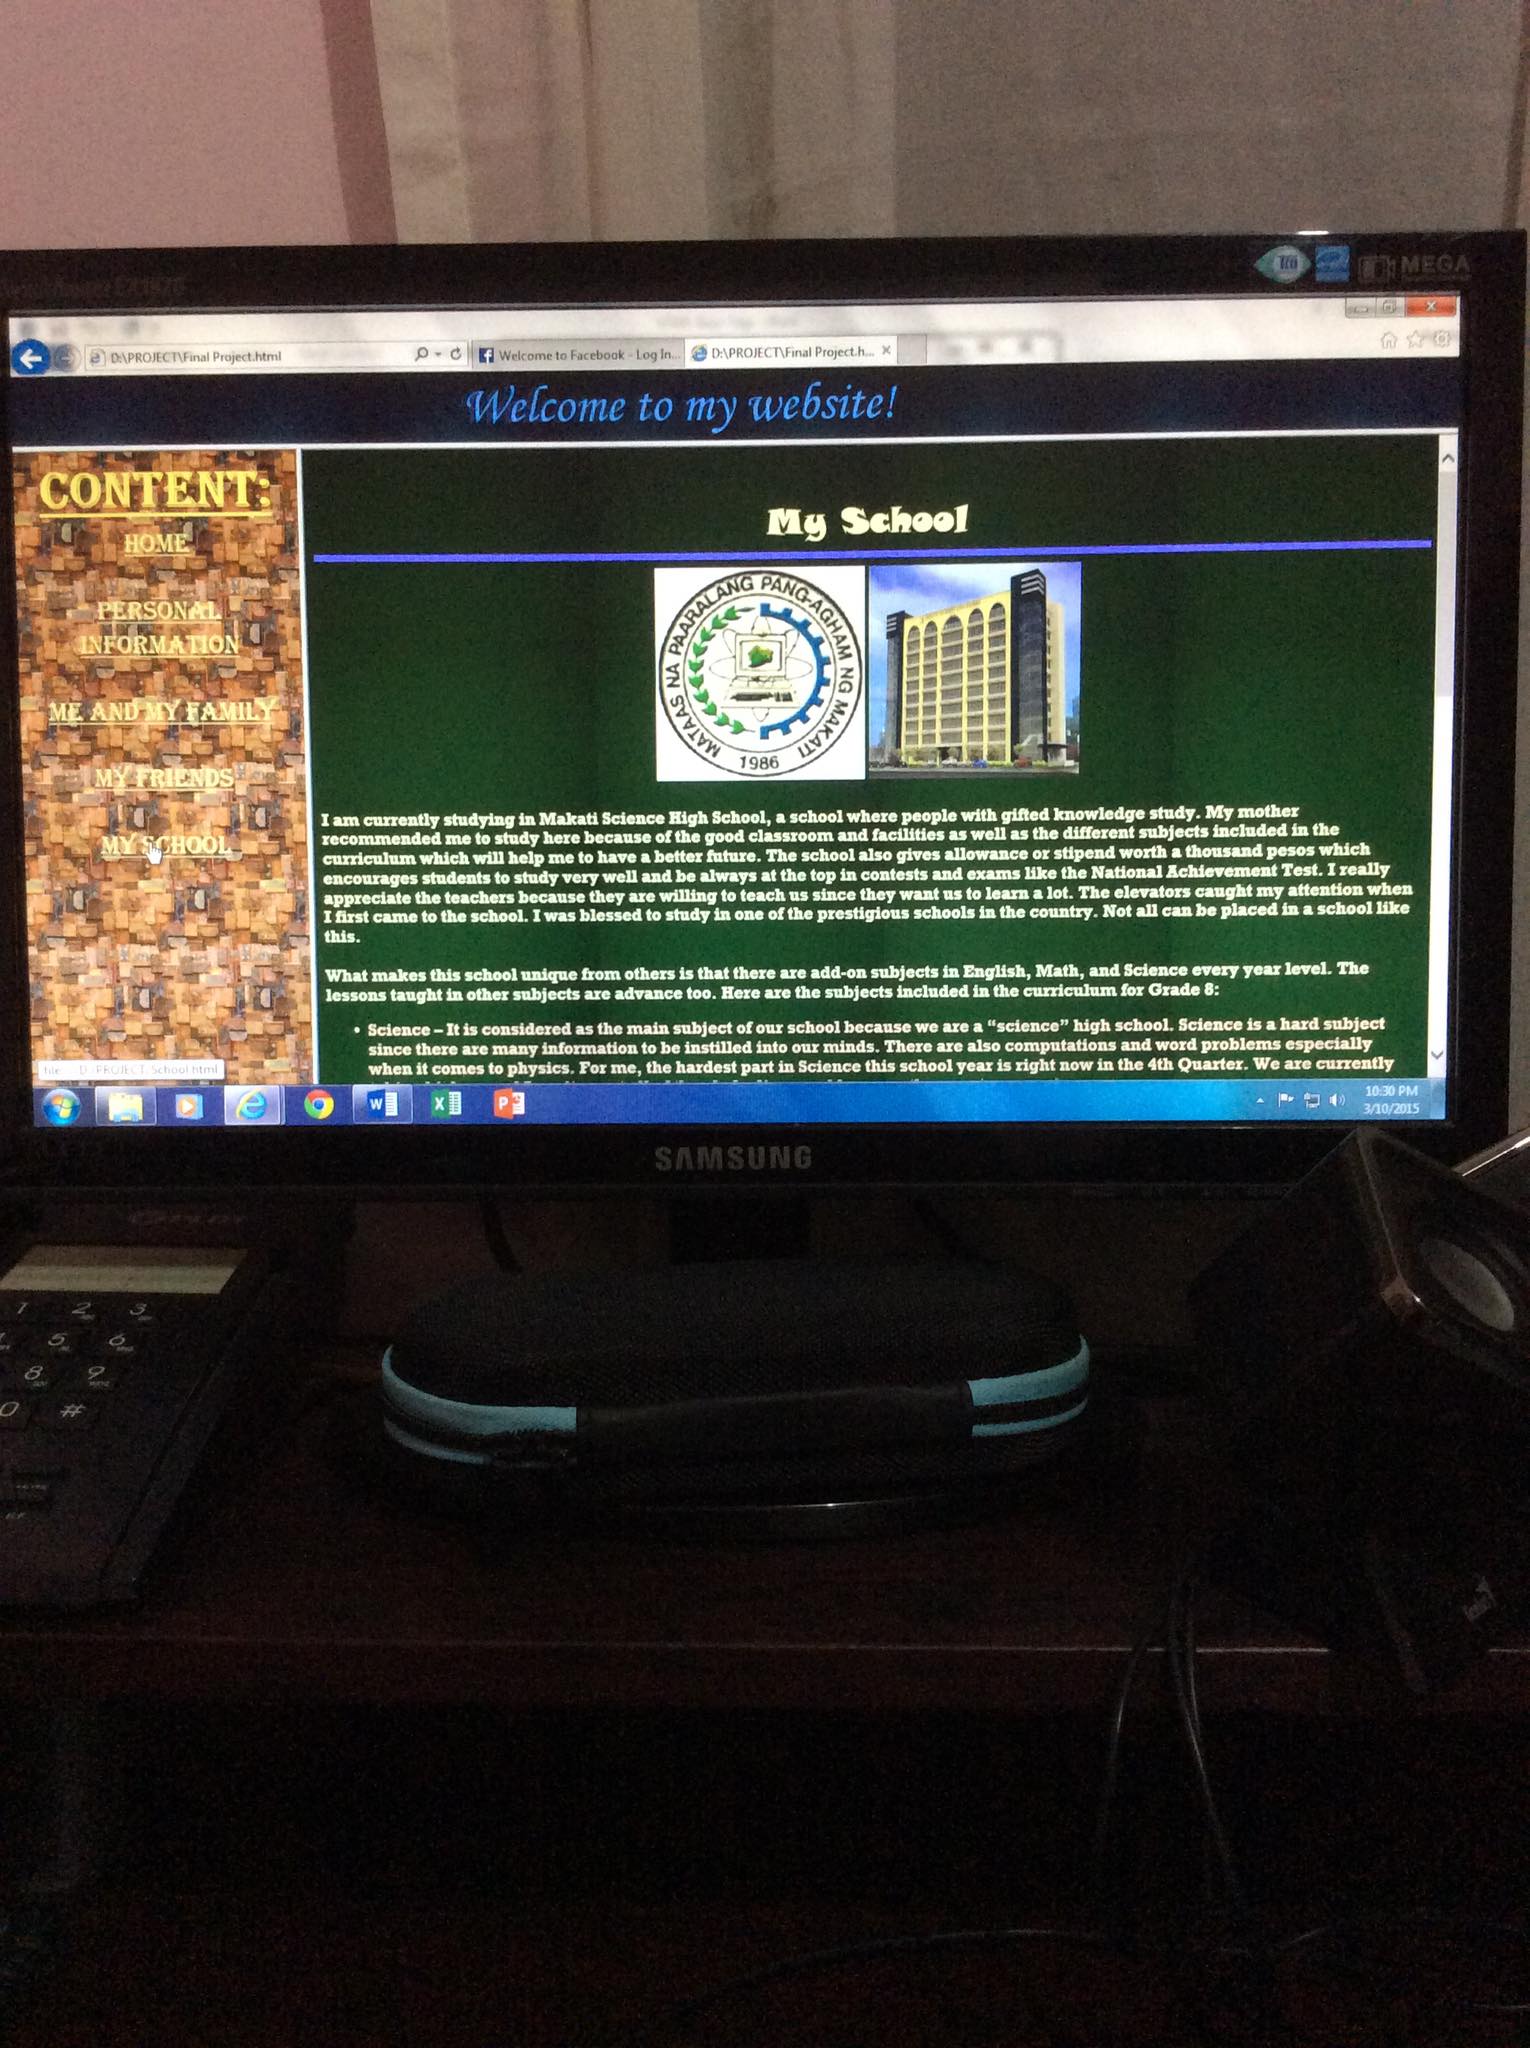 MEGA
D:\PROJECT\Final Project.html
Welcome to Facebook - Log In...
D:\PROJECT\Final Project.h...
Welcome to my website!
CONTENT:
HOME
PERSONAL
INFORMATION
ME AND MY FAMILY
MY FRIENDS
MY SCHOOL
My School
MATAAS NA PAARALANG PANG-AGHAM NG MAKATI
1986
I am currently studying in Makati Science High School, a school where people with gifted knowledge study. My mother
recommended me to study here because of the good classroom and facilities as well as the different subjects included in the
curriculum which will help me to have a better future. The school also gives allowance or stipend worth a thousand pesos which
encourages students to study very well and be always at the top in contests and exams like the National Achievement Test. I really
appreciate the teachers because they are willing to teach us since they want us to learn a lot. The elevators caught my attention when
I first came to the school. I was blessed to study in one of the prestigious schools in the country. Not all can be placed in a school like
this.
What makes this school unique from others is that there are add-on subjects in English, Math, and Science every year level. The
lessons taught in other subjects are advance too. Here are the subjects included in the curriculum for Grade 8:
• Science – It is considered as the main subject of our school because we are a “science” high school. Science is a hard subject
since there are many information to be instilled into our minds. There are also computations and word problems especially
when it comes to physics. For me, the hardest part in Science this school year is right now in the 4th Quarter. We are currently
10:30 PM
3/10/2015
SAMSUNG
1 2 3
5 6
8 9
0 #